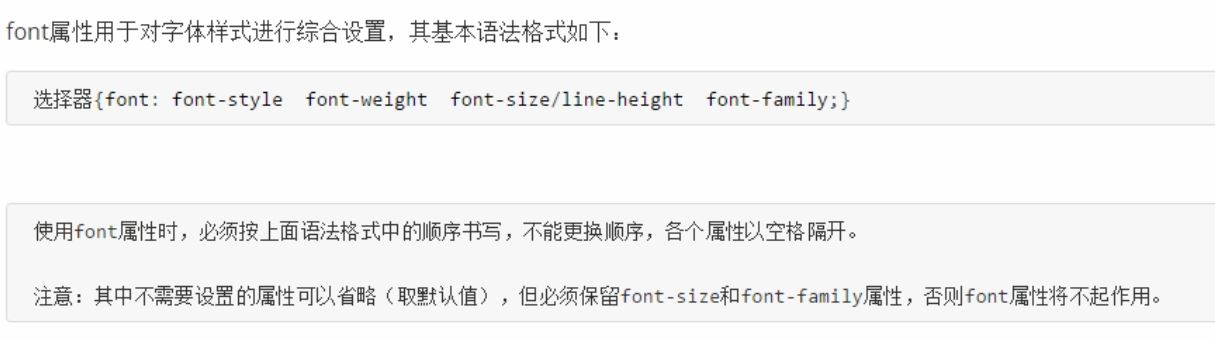 font属性用于对字体样式进行综合设置，其基本语法格式如下：
选择器{font: font-style  font-weight  font-size/line-height  font-family;}
使用font属性时，必须按上面语法格式中的顺序书写，不能更换顺序，各个属性以空格隔开。
注意：其中不需要设置的属性可以省略（取默认值），但必须保留font-size和font-family属性，否则font属性将不起作用。